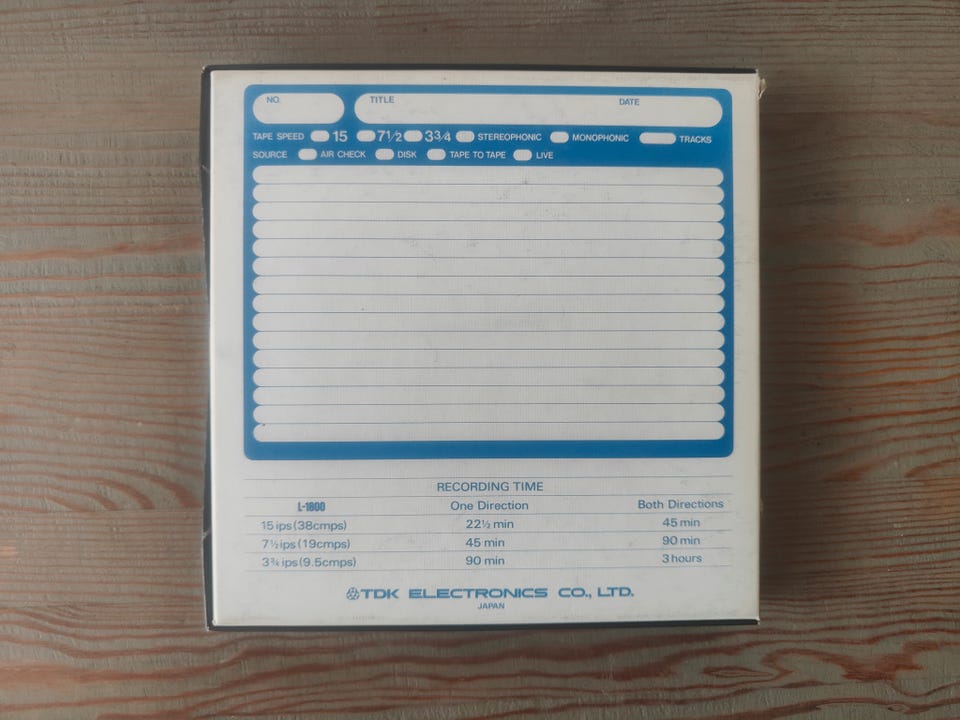 NO. TITLE DATE
TAPE SPEED 15 7½ 3¾ STEREOPHONIC MONOPHONIC TRACKS
SOURCE AIR CHECK DISK TAPE TO TAPE LIVE
RECORDING TIME
L-1800 One Direction Both Directions
15 ips (38cmps) 22½ min 45 min
7½ ips (19cmps) 45 min 90 min
3¾ ips (9.5cmps) 90 min 3 hours
TDK ELECTRONICS CO., LTD.
JAPAN